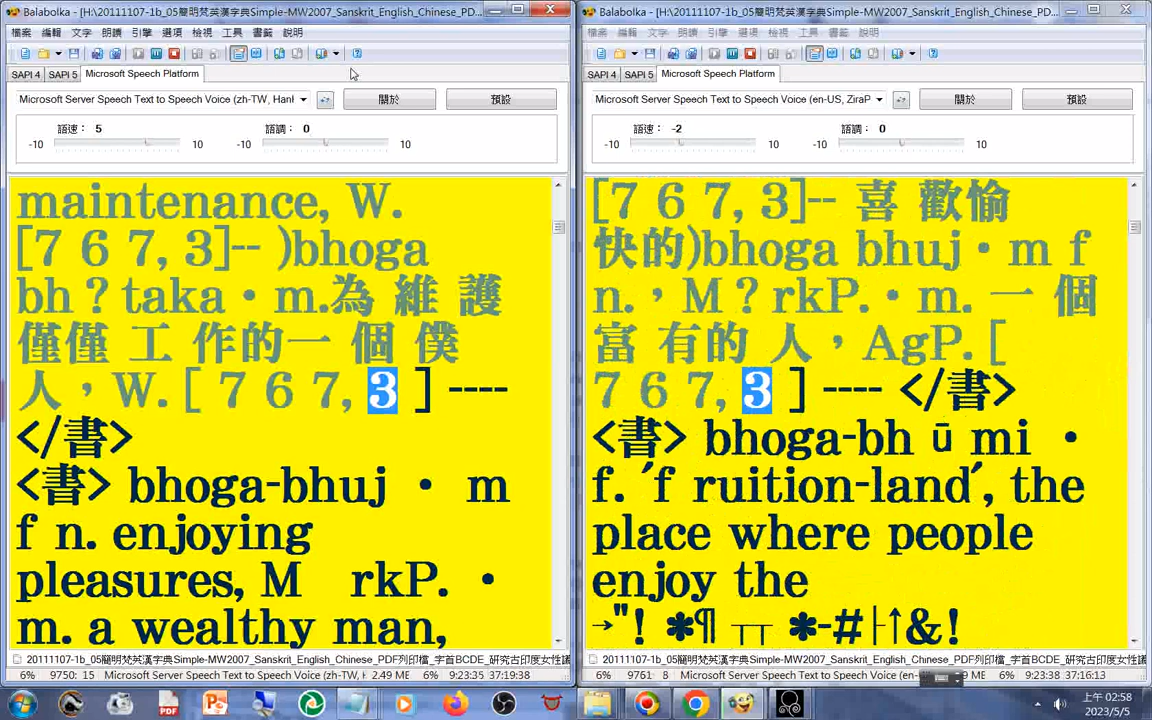 Balabolka - [H:\20111107-1b_05簡明梵英漢字典Simple-MW2007_Sanskrit_English_Chinese_PD...
檔案 編輯 文字 朗讀 引擎 選項 檢視 工具 書籤 說明
SAPI 4 SAPI 5 Microsoft Speech Platform
Microsoft Server Speech Text to Speech Voice (zh-TW, Hanl
關於
預設
語速: 5
語調: 0
-10 10 -10 10
maintenance, W.
[7 6 7, 3]-- )bhoga
bh？taka・m.為 維 護
僅僅 工 作的一 個 僕
人，W. [ 7 6 7, 3 ] ----
</書>
<書> bhoga-bhuj ・ m
f n. enjoying
pleasures, M rkP. ・
m. a wealthy man,
20111107-1b_05簡明梵英漢字典Simple-MW2007_Sanskrit_English_Chinese_PDF列印檔_字首BCDE_研究古印度女性議
6% 9750: 15 Microsoft Server Speech Text to Speech Voice (zh-TW, H 2.49 ME 6% 9:23:35 37:19:38
Balabolka - [H:\20111107-1b_05簡明梵英漢字典Simple-MW2007_Sanskrit_English_Chinese_PD...
檔案 編輯 文字 朗讀 引擎 選項 檢視 工具 書籤 說明
SAPI 4 SAPI 5 Microsoft Speech Platform
Microsoft Server Speech Text to Speech Voice (en-US, ZiraP
關於
預設
語速: -2
語調: 0
-10 10 -10 10
[7 6 7, 3]-- 喜 歡愉
快的)bhoga bhuj・m f
n.，M？rkP.・m. 一 個
富 有的 人，AgP. [
7 6 7, 3 ] ---- </書>
<書> bhoga-bh ū mi ・
f. ′f ruition-land′, the
place where people
enjoy the
→"! ✱¶ ┬┬ ✱-#├↑&!
20111107-1b_05簡明梵英漢字典Simple-MW2007_Sanskrit_English_Chinese_PDF列印檔_字首BCDE_研究古印度女性議
6% 9761 8 Microsoft Server Speech Text to Speech Voice (en-U ME 6% 9:23:38 37:16:13
上午 02:58
2023/5/5